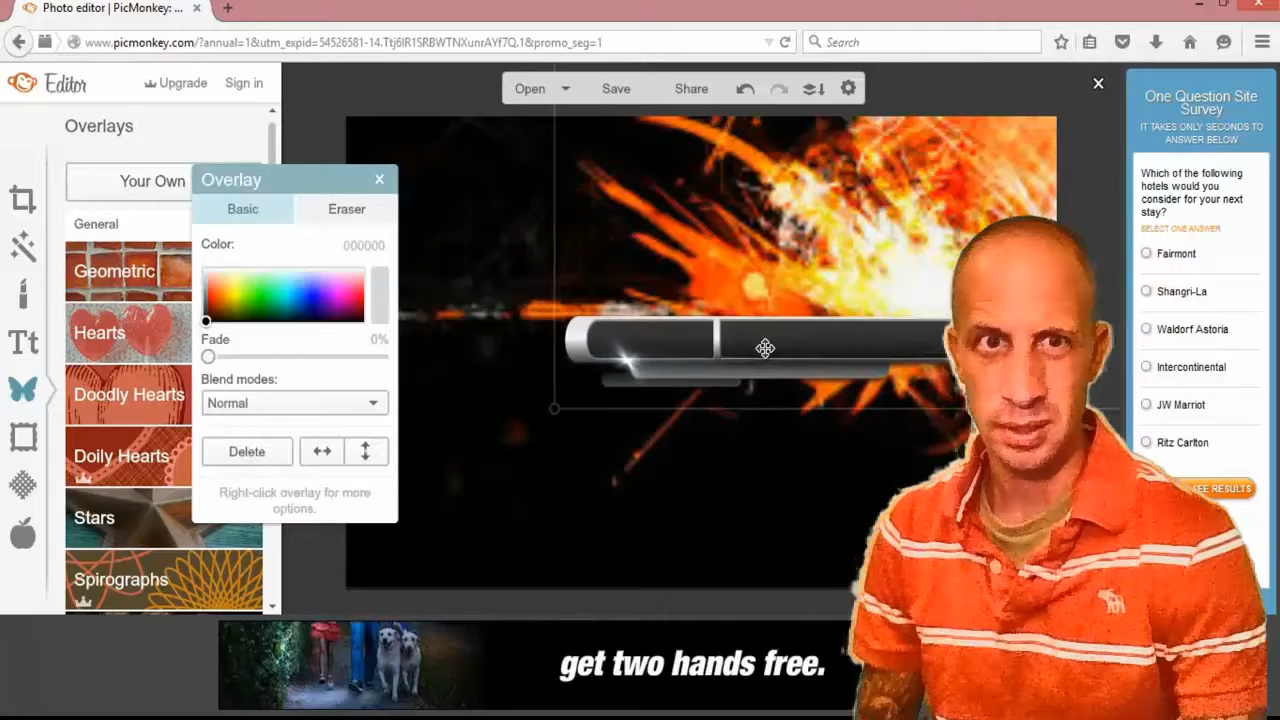 Photo editor | PicMonkey: ...
www.picmonkey.com/?annual=1&utm_expid=54526581-14.Ttj6lR1SRBWTNXunrAYf7Q.1&promo_seg=1
Search
Editor
Upgrade
Sign in
Open
Save
Share
Overlays
Your Own
General
Geometric
Hearts
Doodly Hearts
Doily Hearts
Stars
Spirographs
Overlay
Basic
Eraser
Color:
000000
Fade
0%
Blend modes:
Normal
Delete
Right-click overlay for more
options.
One Question Site
Survey
IT TAKES ONLY SECONDS TO
ANSWER BELOW
Which of the following
hotels would you
consider for your next
stay?
SELECT ONE ANSWER
Fairmont
Shangri-La
Waldorf Astoria
Intercontinental
JW Marriot
Ritz Carlton
SEE RESULTS
get two hands free.